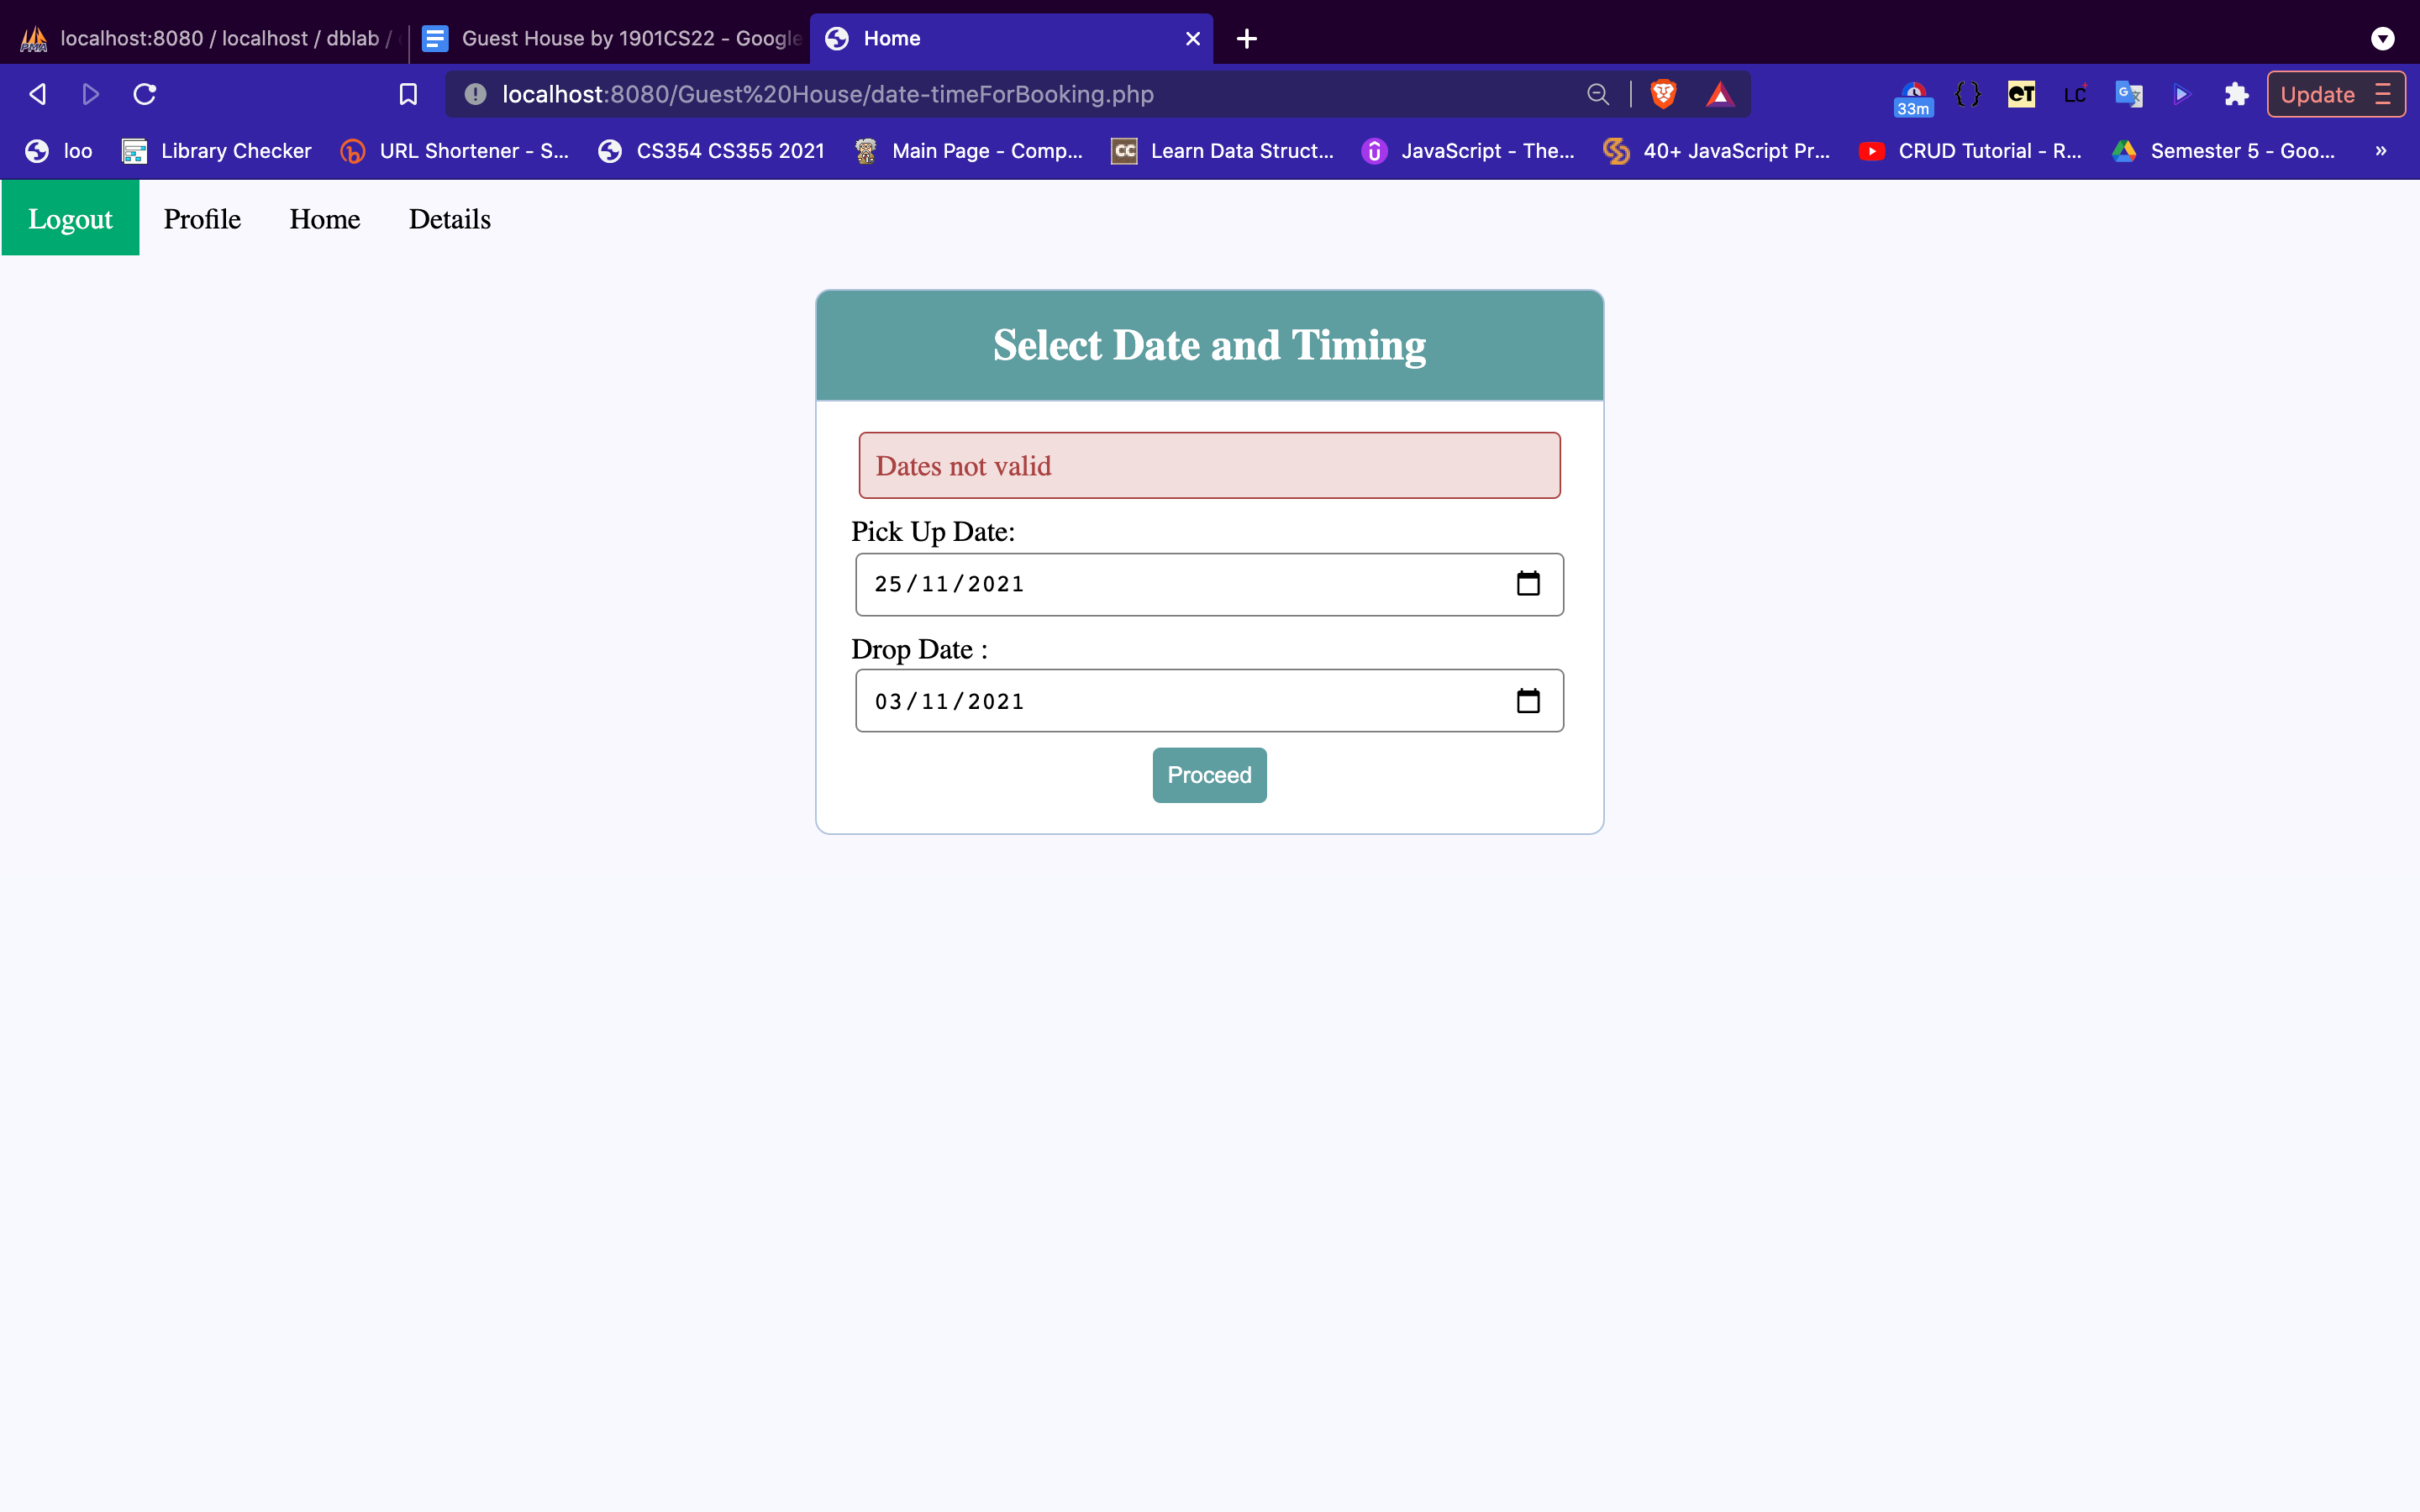 localhost:8080 / localhost / dblab /
Guest House by 1901CS22 - Google
Home
localhost:8080/Guest%20House/date-timeForBooking.php
33m
LC
Update
loo
Library Checker
URL Shortener - S...
CS354 CS355 2021
Main Page - Comp...
CC
Learn Data Struct...
JavaScript - The...
40+ JavaScript Pr...
CRUD Tutorial - R...
Semester 5 - Goo...
»
Logout
Profile
Home
Details
Select Date and Timing
Dates not valid
Pick Up Date:
25/11/2021
Drop Date :
03/11/2021
Proceed